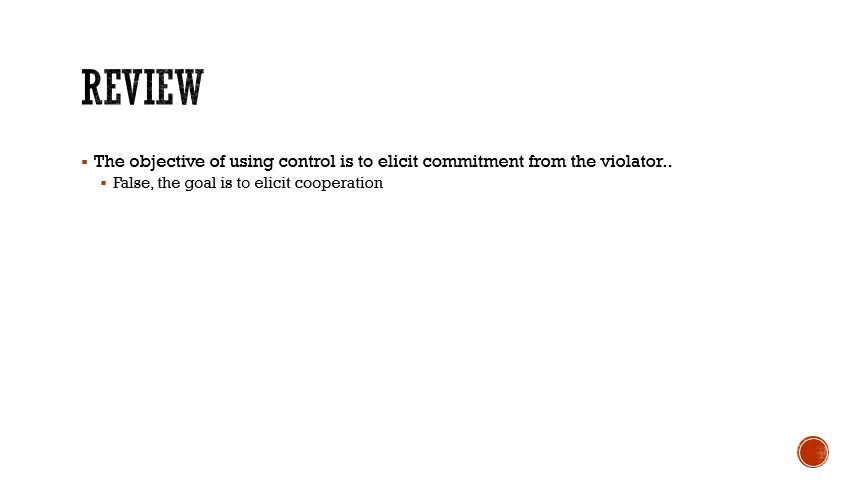 REVIEW
The objective of using control is to elicit commitment from the violator..
False, the goal is to elicit cooperation